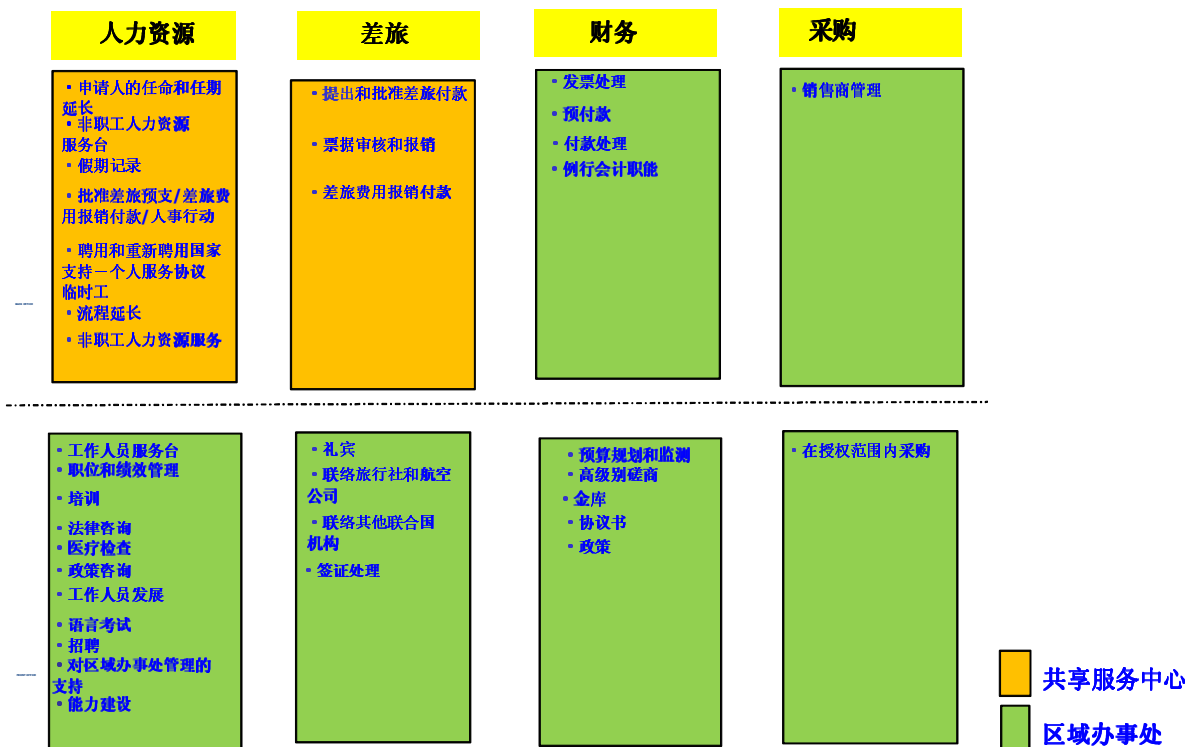 人力资源
差旅
财务
采购
·申请人的任命和任期
延长
·非职工人力资源
服务台
·假期记录
·批准差旅预支/差旅费
用报销付款/人事行动
·聘用和重新聘用国家
支持－个人服务协议
临时工
·流程延长
·非职工人力资源服务
·提出和批准差旅付款
·票据审核和报销
·差旅费用报销付款
·发票处理
·预付款
·付款处理
·例行会计职能
·销售商管理
·工作人员服务台
·职位和绩效管理
·培训
·法律咨询
·医疗检查
·政策咨询
·工作人员发展
·语言考试
·招聘
·对区域办事处管理的
支持
·能力建设
·礼宾
·联络旅行社和航空
公司
·联络其他联合国
机构
·签证处理
·预算规划和监测
·高级别磋商
·金库
·协议书
·政策
·在授权范围内采购
共享服务中心
区域办事处